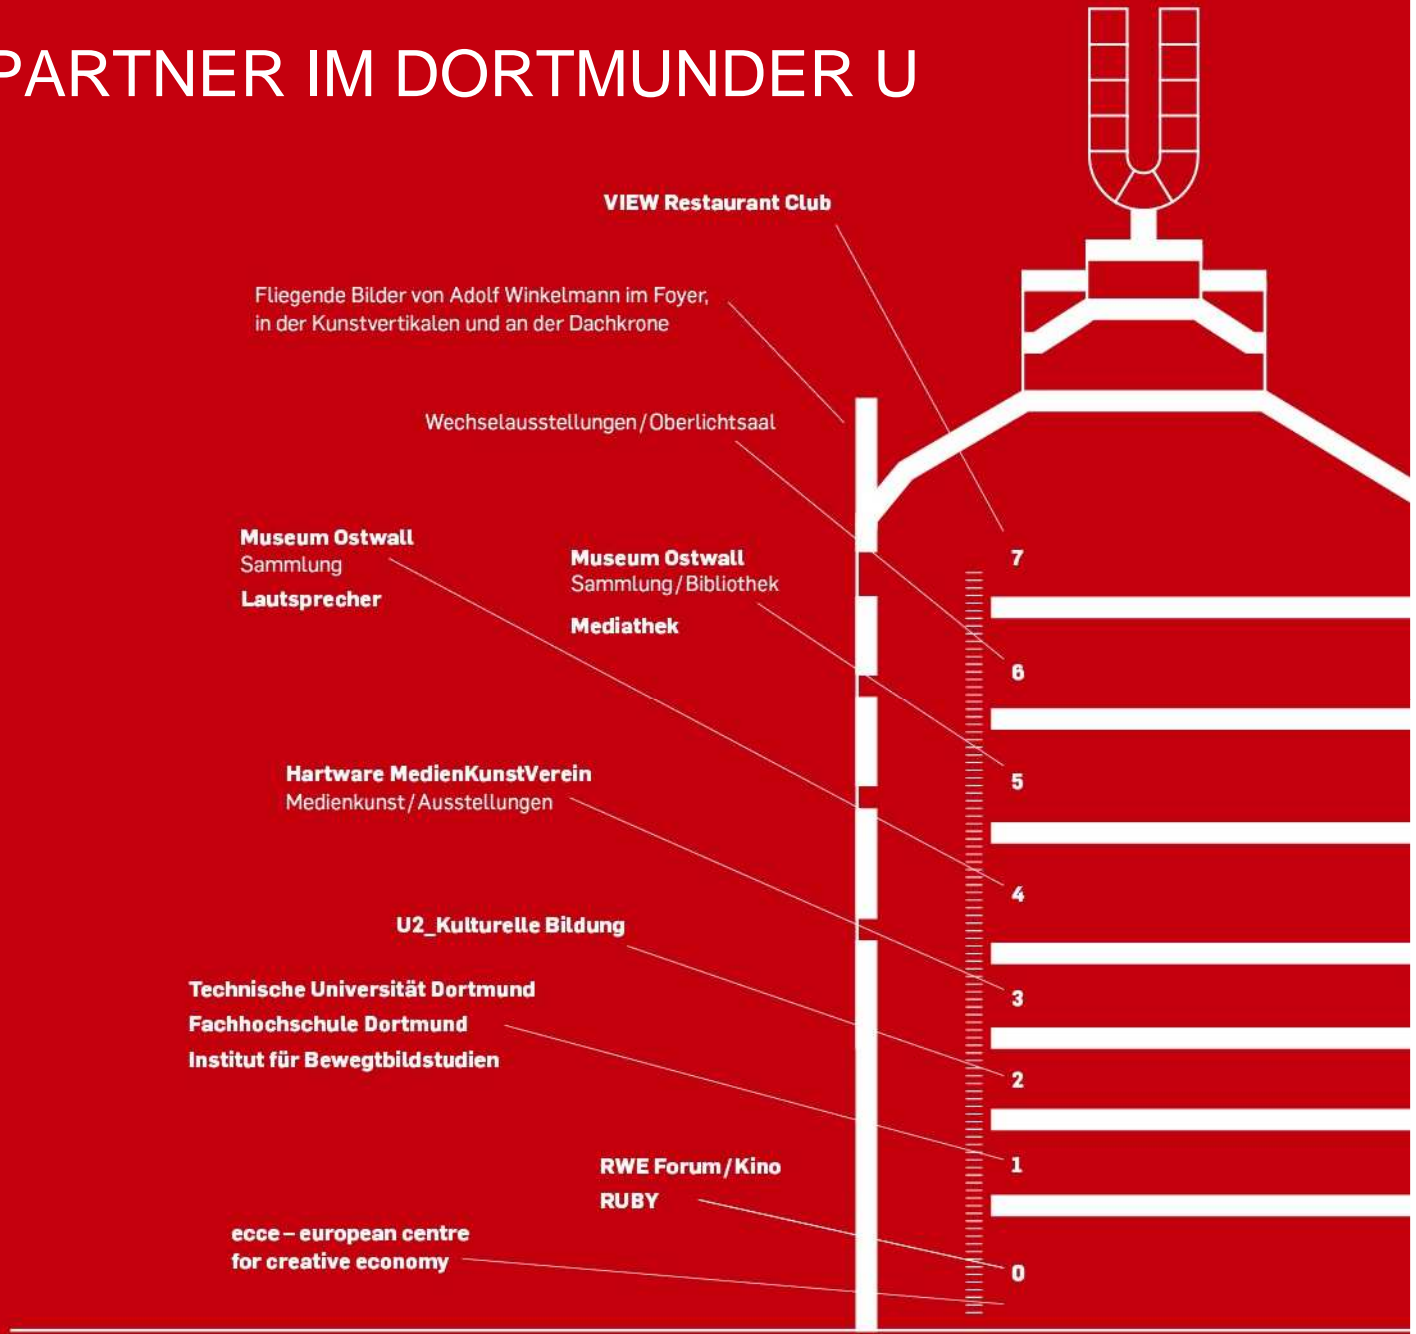 PARTNER IM DORTMUNDER U
VIEW Restaurant Club
Fliegende Bilder von Adolf Winkelmann im Foyer,
in der Kunstvertikalen und an der Dachkrone
Wechselausstellungen/Oberlichtsaal
Museum Ostwall
Sammlung
Lautsprecher
Museum Ostwall
Sammlung/Bibliothek
Mediathek
7
6
5
Hartware MedienKunstVerein
Medienkunst/Ausstellungen
4
U2_Kulturelle Bildung
3
Technische Universität Dortmund
Fachhochschule Dortmund
Institut für Bewegtbildstudien
2
1
RWE Forum/Kino
RUBY
ecce – european centre
for creative economy
0